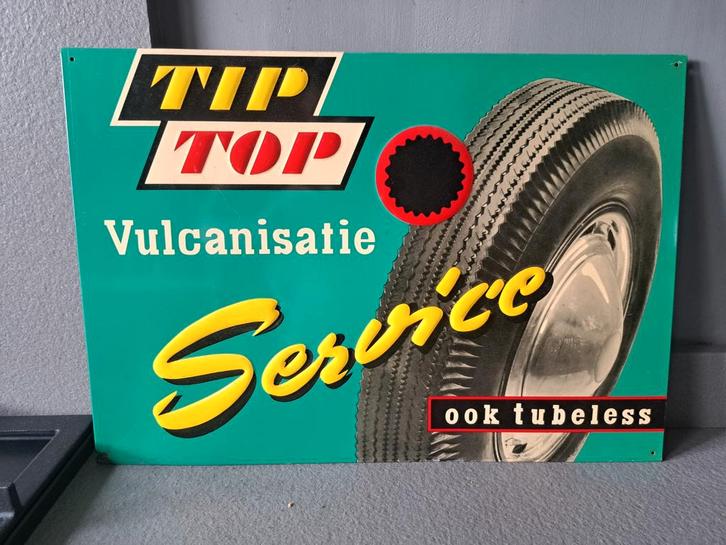 TIP
TOP
Vulcanisatie
Service
ook tubeless